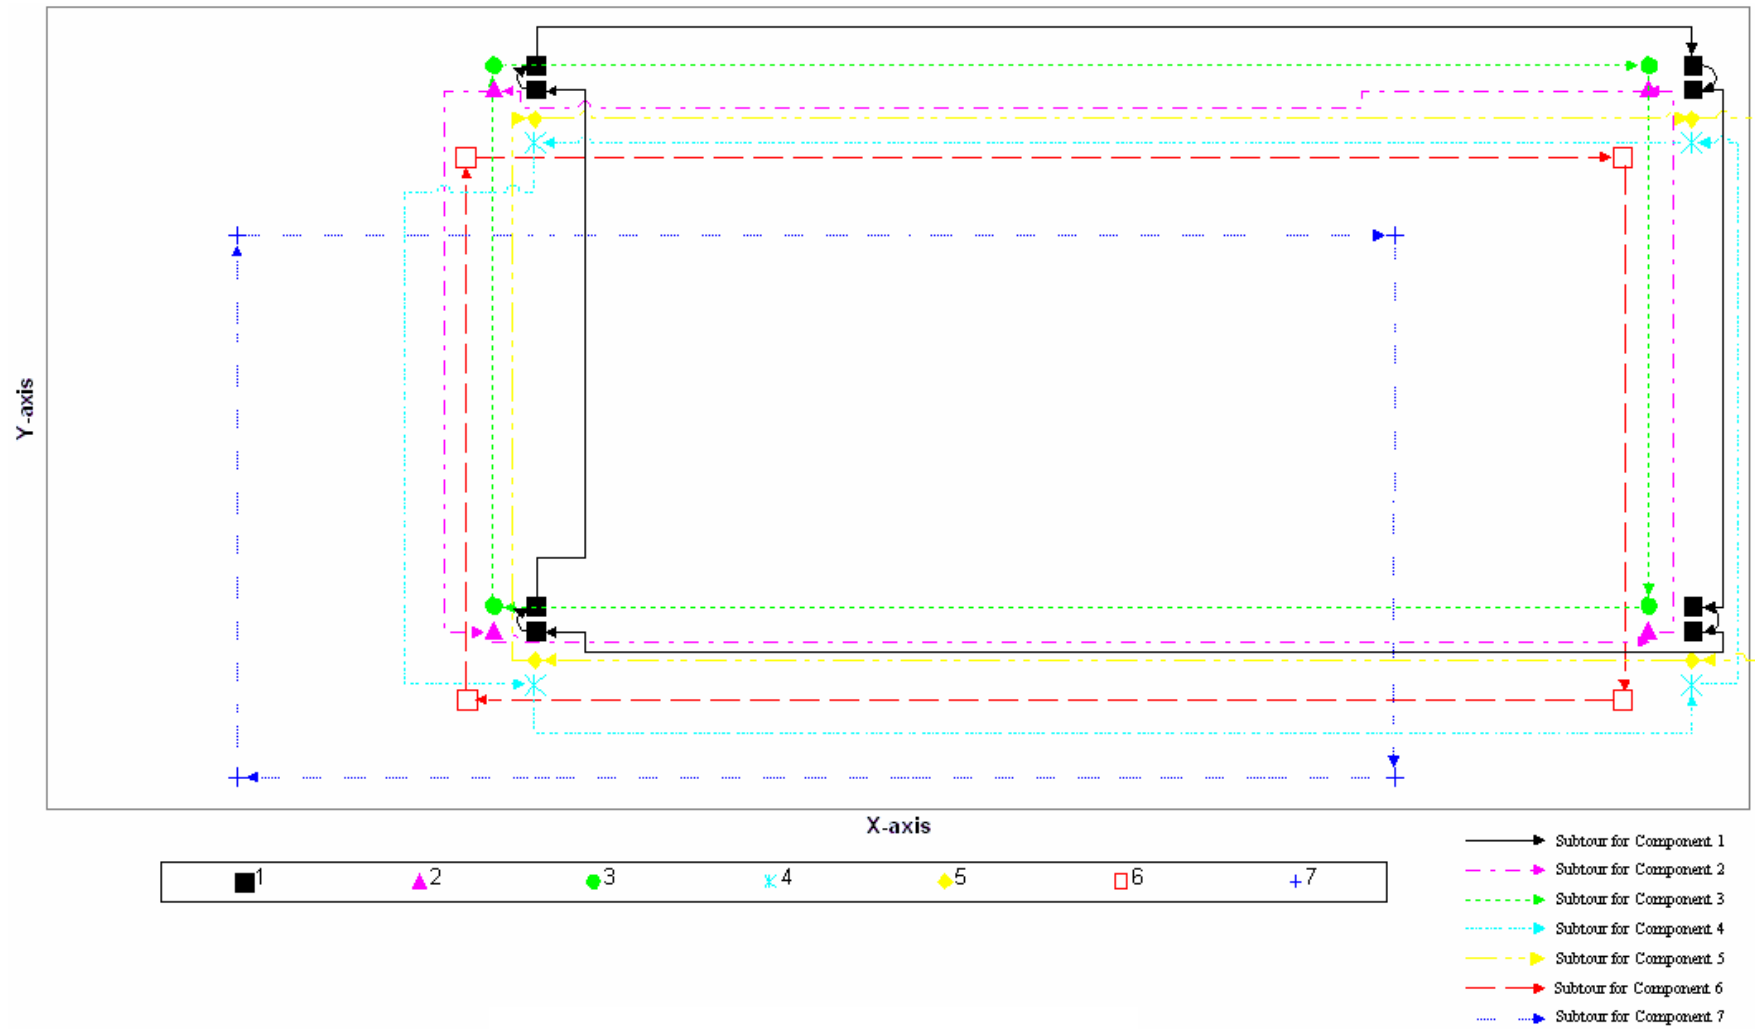 Y-axis
X-axis
1 2 3 4 5 6 7
Subtour for Component 1
Subtour for Component 2
Subtour for Component 3
Subtour for Component 4
Subtour for Component 5
Subtour for Component 6
Subtour for Component 7